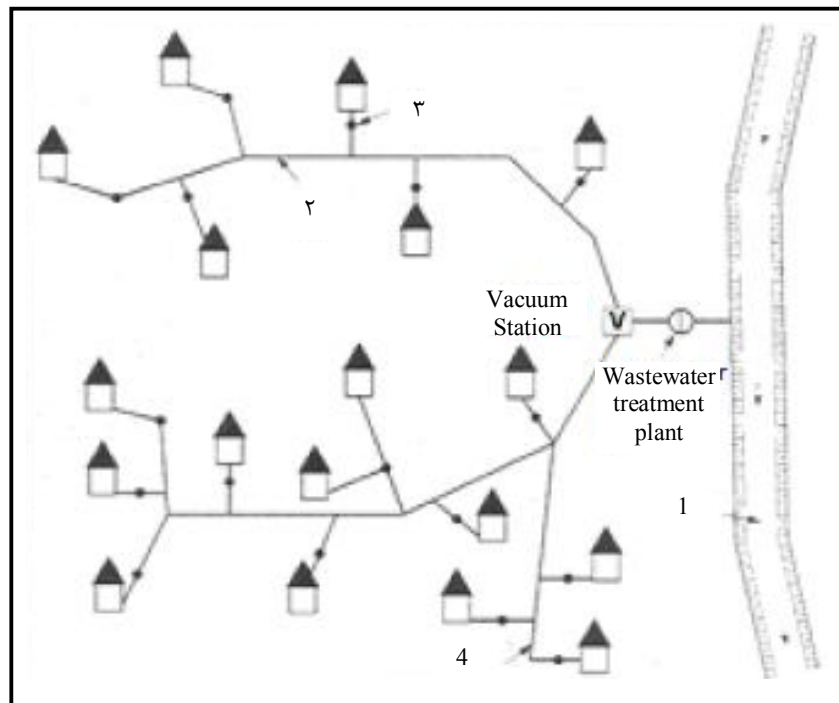 ٣
٢
Vacuum
Station
V
Wastewater
treatment
plant
1
4